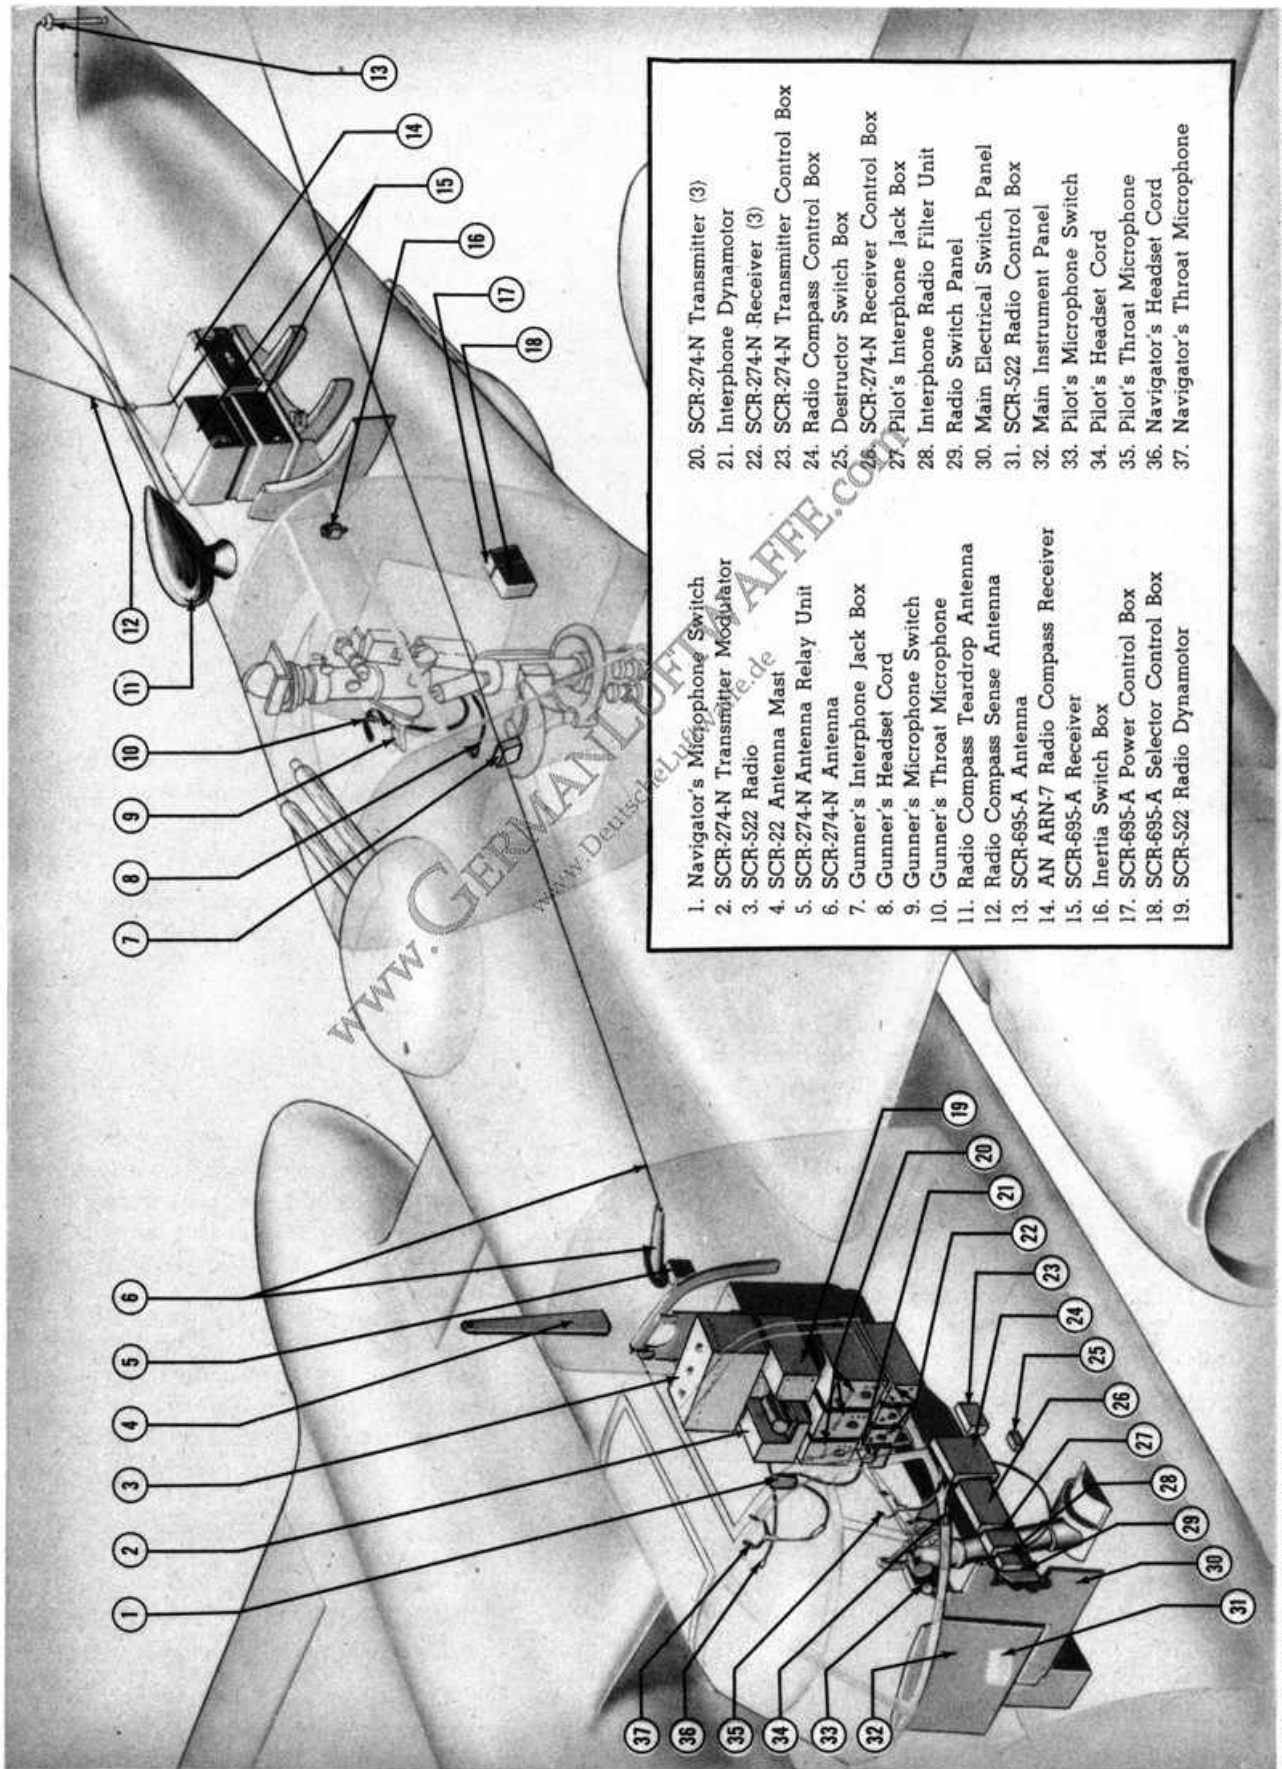 1. Navigator's Microphone Switch
2. SCR-274-N Transmitter Modulator
3. SCR-522 Radio
4. SCR-22 Antenna Mast
5. SCR-274-N Antenna Relay Unit
6. SCR-274-N Antenna
7. Gunner's Interphone Jack Box
8. Gunner's Headset Cord
9. Gunner's Microphone Switch
10. Gunner's Throat Microphone
11. Radio Compass Teardrop Antenna
12. Radio Compass Sense Antenna
13. SCR-695-A Antenna
14. AN ARN-7 Radio Compass Receiver
15. SCR-695-A Receiver
16. Inertia Switch Box
17. SCR-695-A Power Control Box
18. SCR-695-A Selector Control Box
19. SCR-522 Radio Dynamotor
20. SCR-274-N Transmitter (3)
21. Interphone Dynamotor
22. SCR-274-N -Receiver (3)
23. SCR-274-N Transmitter Control Box
24. Radio Compass Control Box
25. Destructor Switch Box
26. SCR-274-N Receiver Control Box
27. Pilot's Interphone Jack Box
28. Interphone Radio Filter Unit
29. Radio Switch Panel
30. Main Electrical Switch Panel
31. SCR-522 Radio Control Box
32. Main Instrument Panel
33. Pilot's Microphone Switch
34. Pilot's Headset Cord
35. Pilot's Throat Microphone
36. Navigator's Headset Cord
37. Navigator's Throat Microphone
1
2
3
4
5
6
7
8
9
10
11
12
13
14
15
16
17
18
19
20
21
22
23
24
25
26
27
28
29
30
31
32
33
34
35
36
37
www.GERMANLUFTWAFFE.com
www.DeutscheLuftwaffe.de